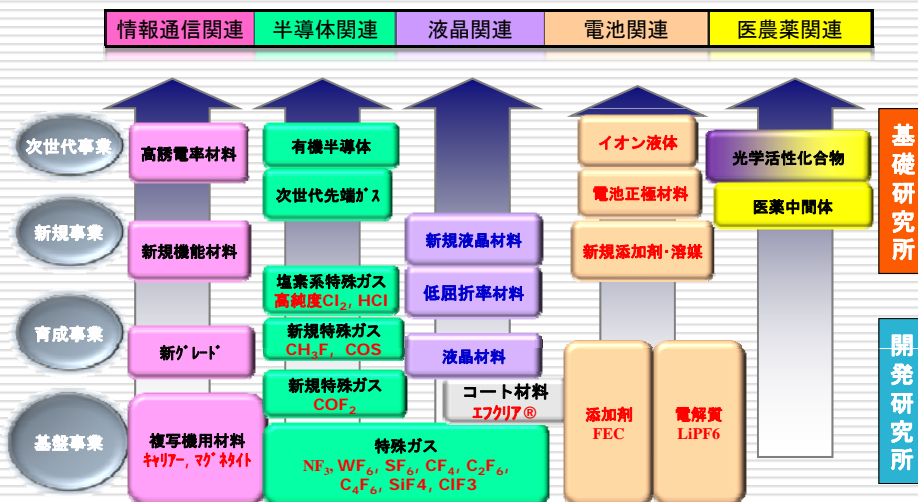 情報通信関連 半導体関連 液晶関連 電池関連 医農薬関連
次世代事業
新規事業
育成事業
基盤事業
高誘電率材料
新規機能材料
新ｸﾞﾚｰﾄﾞ
複写機用材料
ｷｬﾘｱｰ, ﾏｸﾞﾈﾀｲﾄ
有機半導体
次世代先端ｶﾞｽ
塩素系特殊ガス
高純度Cl₂, HCl
新規特殊ガス
CH₃F, COS
新規特殊ガス
COF₂
特殊ガス
NF₃, WF₆, SF₆, CF₄, C₂F₆,
C₄F₆, SiF4, ClF3
新規液晶材料
低屈折率材料
液晶材料
コート材料
ｴﾌｸﾘｱ®
イオン液体
電池正極材料
新規添加剤･溶媒
添加剤
FEC
電解質
LiPF6
光学活性化合物
医薬中間体
基礎研究所
開発研究所